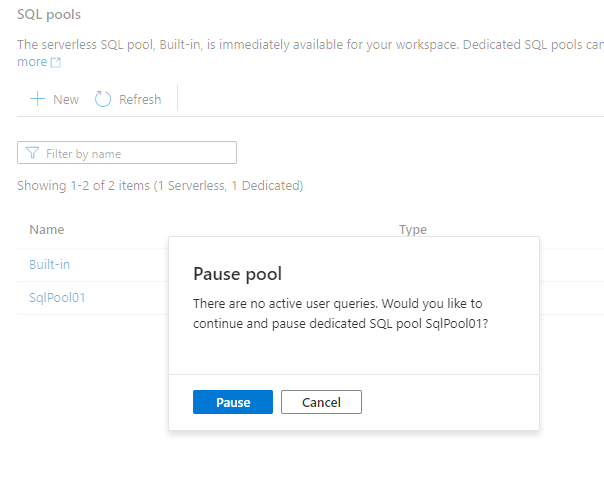 SQL pools
The serverless SQL pool, Built-in, is immediately available for your workspace. Dedicated SQL pools can
more
New
Refresh
Filter by name
Showing 1-2 of 2 items (1 Serverless, 1 Dedicated)
Name
Type
Built-in
SqlPool01
Pause pool
There are no active user queries. Would you like to
continue and pause dedicated SQL pool SqlPool01?
Pause
Cancel